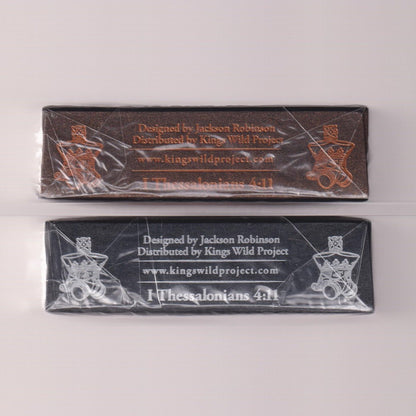 Designed by Jackson Robinson
Distributed by Kings Wild Project
www.kingswildproject.com
I Thessalonians 4:11
Designed by Jackson Robinson
Distributed by Kings Wild Project
www.kingswildproject.com
I Thessalonians 4:11